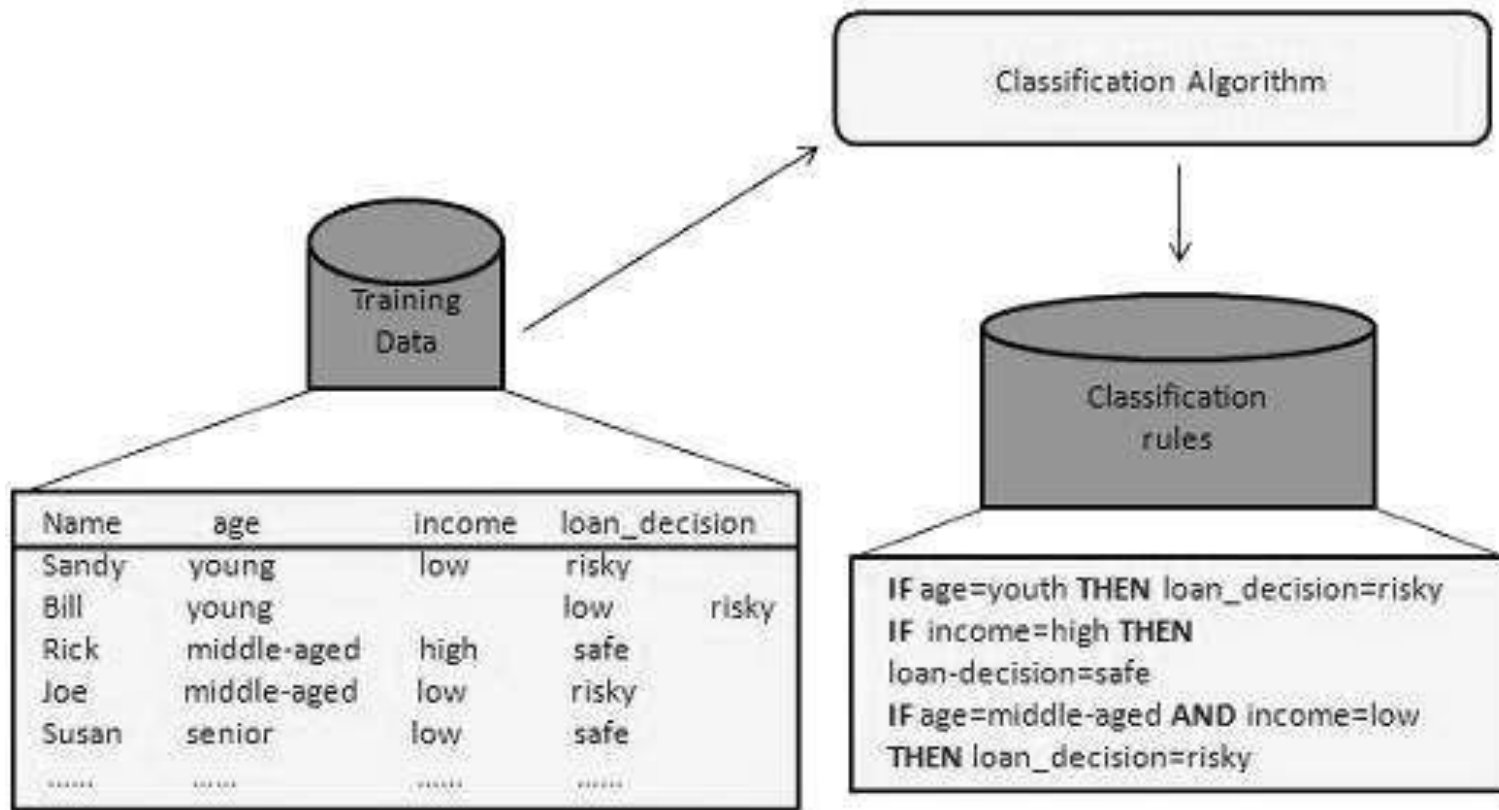 Classification Algorithm
Training
Data
Classification
rules
Name age income loan_decision
Sandy young low risky
Bill young low risky
Rick middle-aged high safe
Joe middle-aged low risky
Susan senior low safe
...... ...... ...... ......
IF age=youth THEN loan_decision=risky
IF income=high THEN
loan-decision=safe
IF age=middle-aged AND income=low
THEN loan_decision=risky